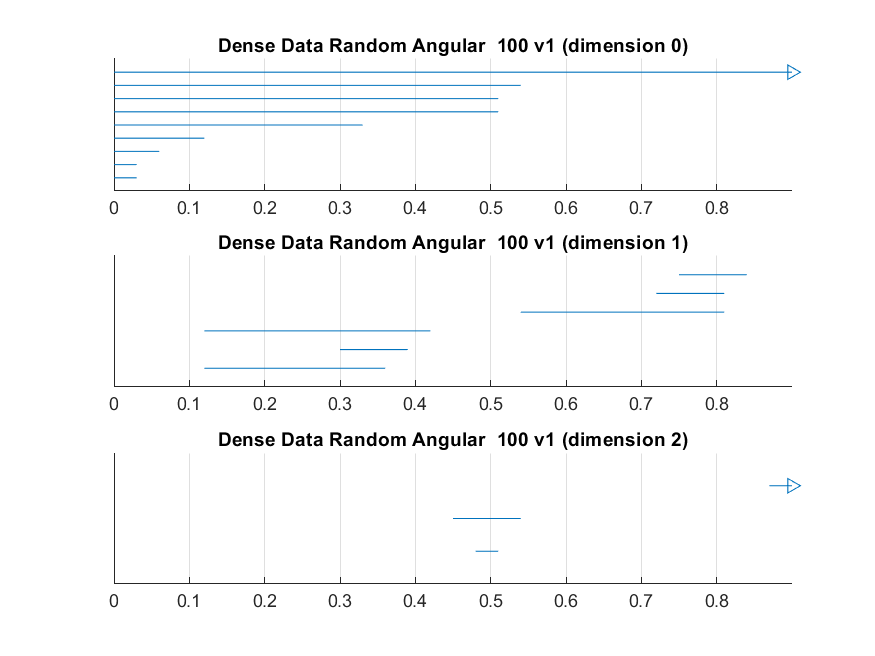 Dense Data Random Angular  100 v1 (dimension 0)
0 0.1 0.2 0.3 0.4 0.5 0.6 0.7 0.8
Dense Data Random Angular  100 v1 (dimension 1)
0 0.1 0.2 0.3 0.4 0.5 0.6 0.7 0.8
Dense Data Random Angular  100 v1 (dimension 2)
0 0.1 0.2 0.3 0.4 0.5 0.6 0.7 0.8